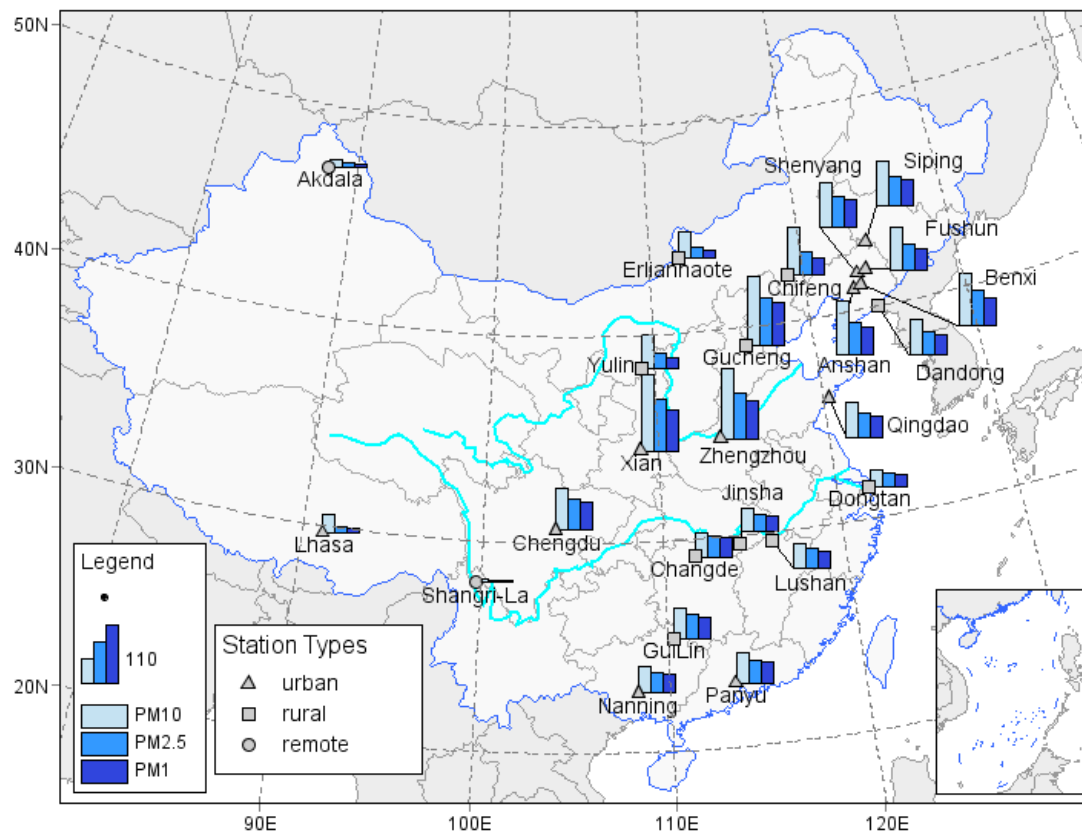 50N
40N
30N
20N
90E
100E
110E
120E
Akdala
Erlianhaote
Shenyang
Siping
Fushun
Benxi
Chifeng
Anshan
Dandong
Gucheng
Yulin
Xian
Zhengzhou
Qingdao
Jinsha
Dongtan
Lhasa
Chengdu
Changde
Lushan
Shangri-La
GuiLin
Nanning
Panyu
Legend
110
PM10
PM2.5
PM1
Station Types
urban
rural
remote